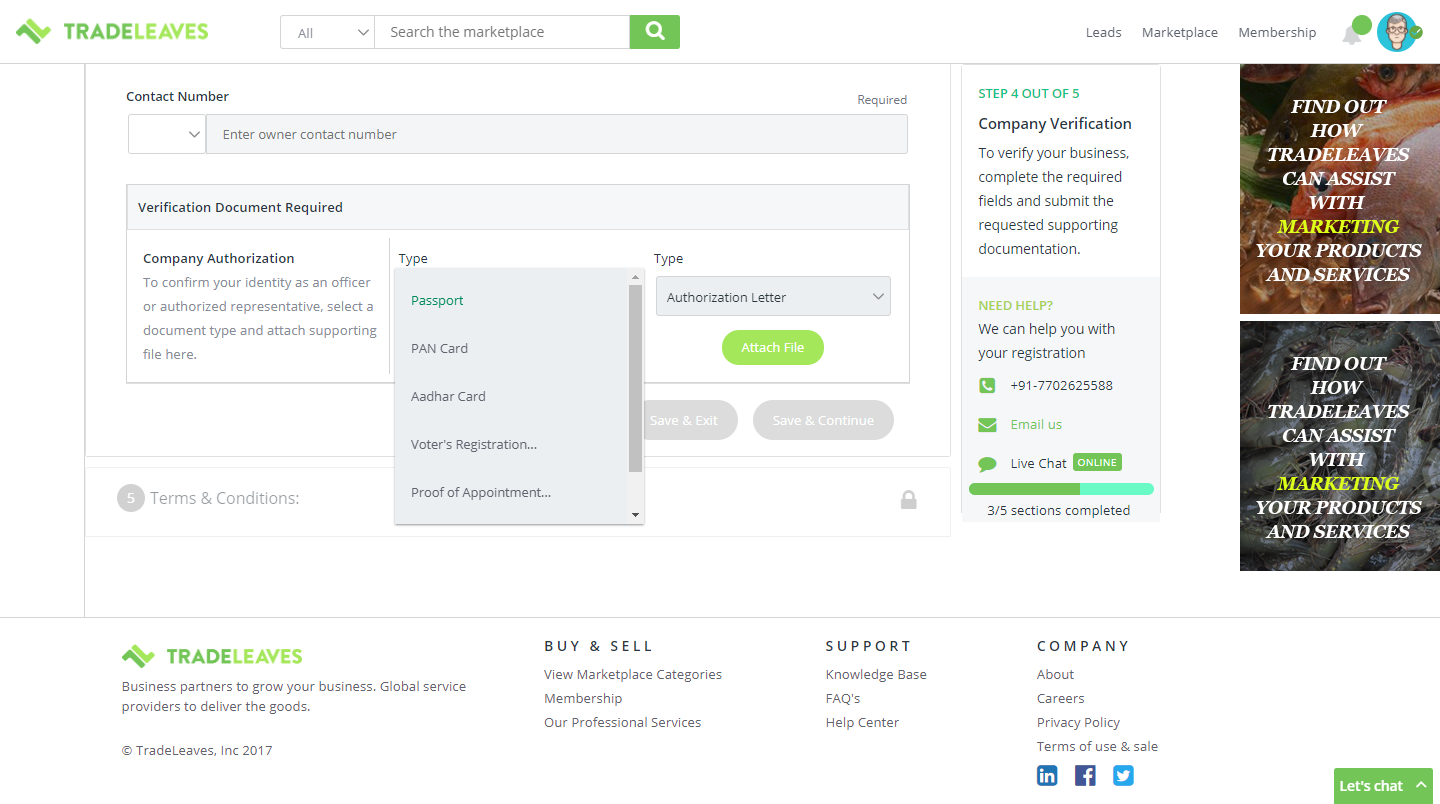 TRADELEAVES
All
Search the marketplace
Leads
Marketplace
Membership
Contact Number
Required
Enter owner contact number
Verification Document Required
Company Authorization
To confirm your identity as an officer
or authorized representative, select a
document type and attach supporting
file here.
Type
Passport
PAN Card
Aadhar Card
Voter's Registration...
Proof of Appointment...
Type
Authorization Letter
Attach File
Save & Exit
Save & Continue
5 Terms & Conditions:
STEP 4 OUT OF 5
Company Verification
To verify your business,
complete the required
fields and submit the
requested supporting
documentation.
NEED HELP?
We can help you with
your registration
+91-7702625588
Email us
Live Chat ONLINE
3/5 sections completed
FIND OUT
HOW
TRADELEAVES
CAN ASSIST
WITH
MARKETING
YOUR PRODUCTS
AND SERVICES
FIND OUT
HOW
TRADELEAVES
CAN ASSIST
WITH
MARKETING
YOUR PRODUCTS
AND SERVICES
TRADELEAVES
Business partners to grow your business. Global service
providers to deliver the goods.
© TradeLeaves, Inc 2017
BUY & SELL
View Marketplace Categories
Membership
Our Professional Services
SUPPORT
Knowledge Base
FAQ's
Help Center
COMPANY
About
Careers
Privacy Policy
Terms of use & sale
Let's chat